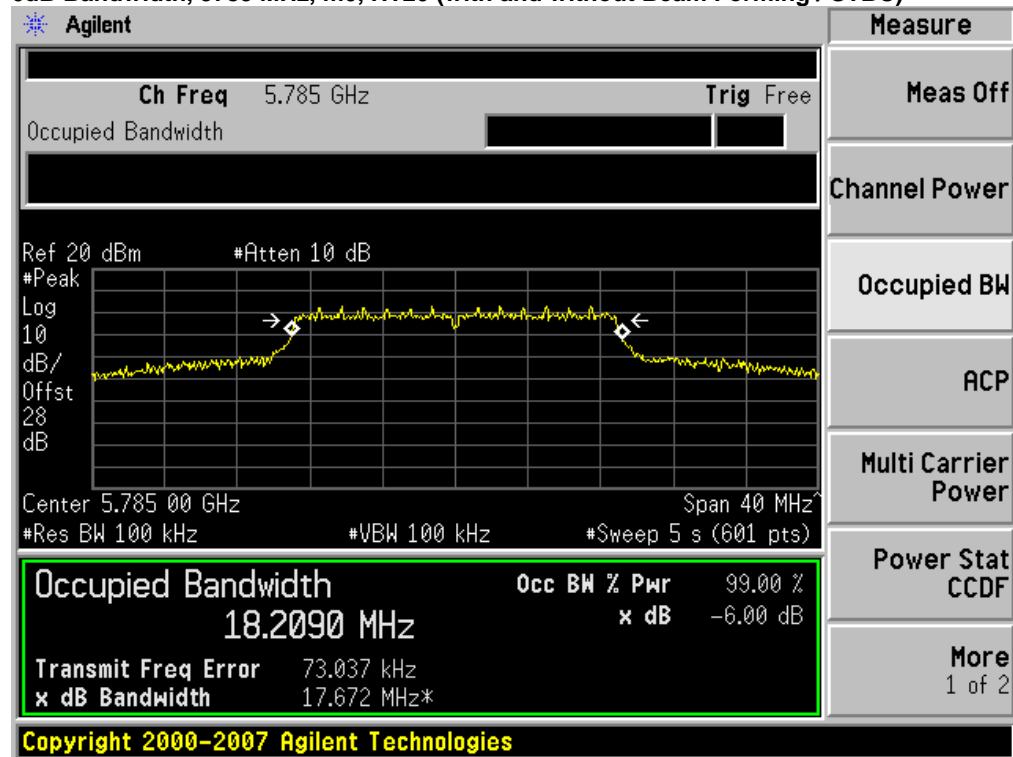 Agilent
Measure
Ch Freq 5.785 GHz Trig Free
Occupied Bandwidth
Meas Off
Channel Power
Occupied BW
ACP
Multi Carrier
Power
Power Stat
CCDF
More
1 of 2
Ref 20 dBm #Atten 10 dB
#Peak
Log
10
dB/
Offst
28
dB
Center 5.785 00 GHz Span 40 MHz^
#Res BW 100 kHz #VBW 100 kHz #Sweep 5 s (601 pts)
Occupied Bandwidth Occ BW % Pwr 99.00 %
18.2090 MHz x dB -6.00 dB
Transmit Freq Error 73.037 kHz
x dB Bandwidth 17.672 MHz*
Copyright 2000-2007 Agilent Technologies